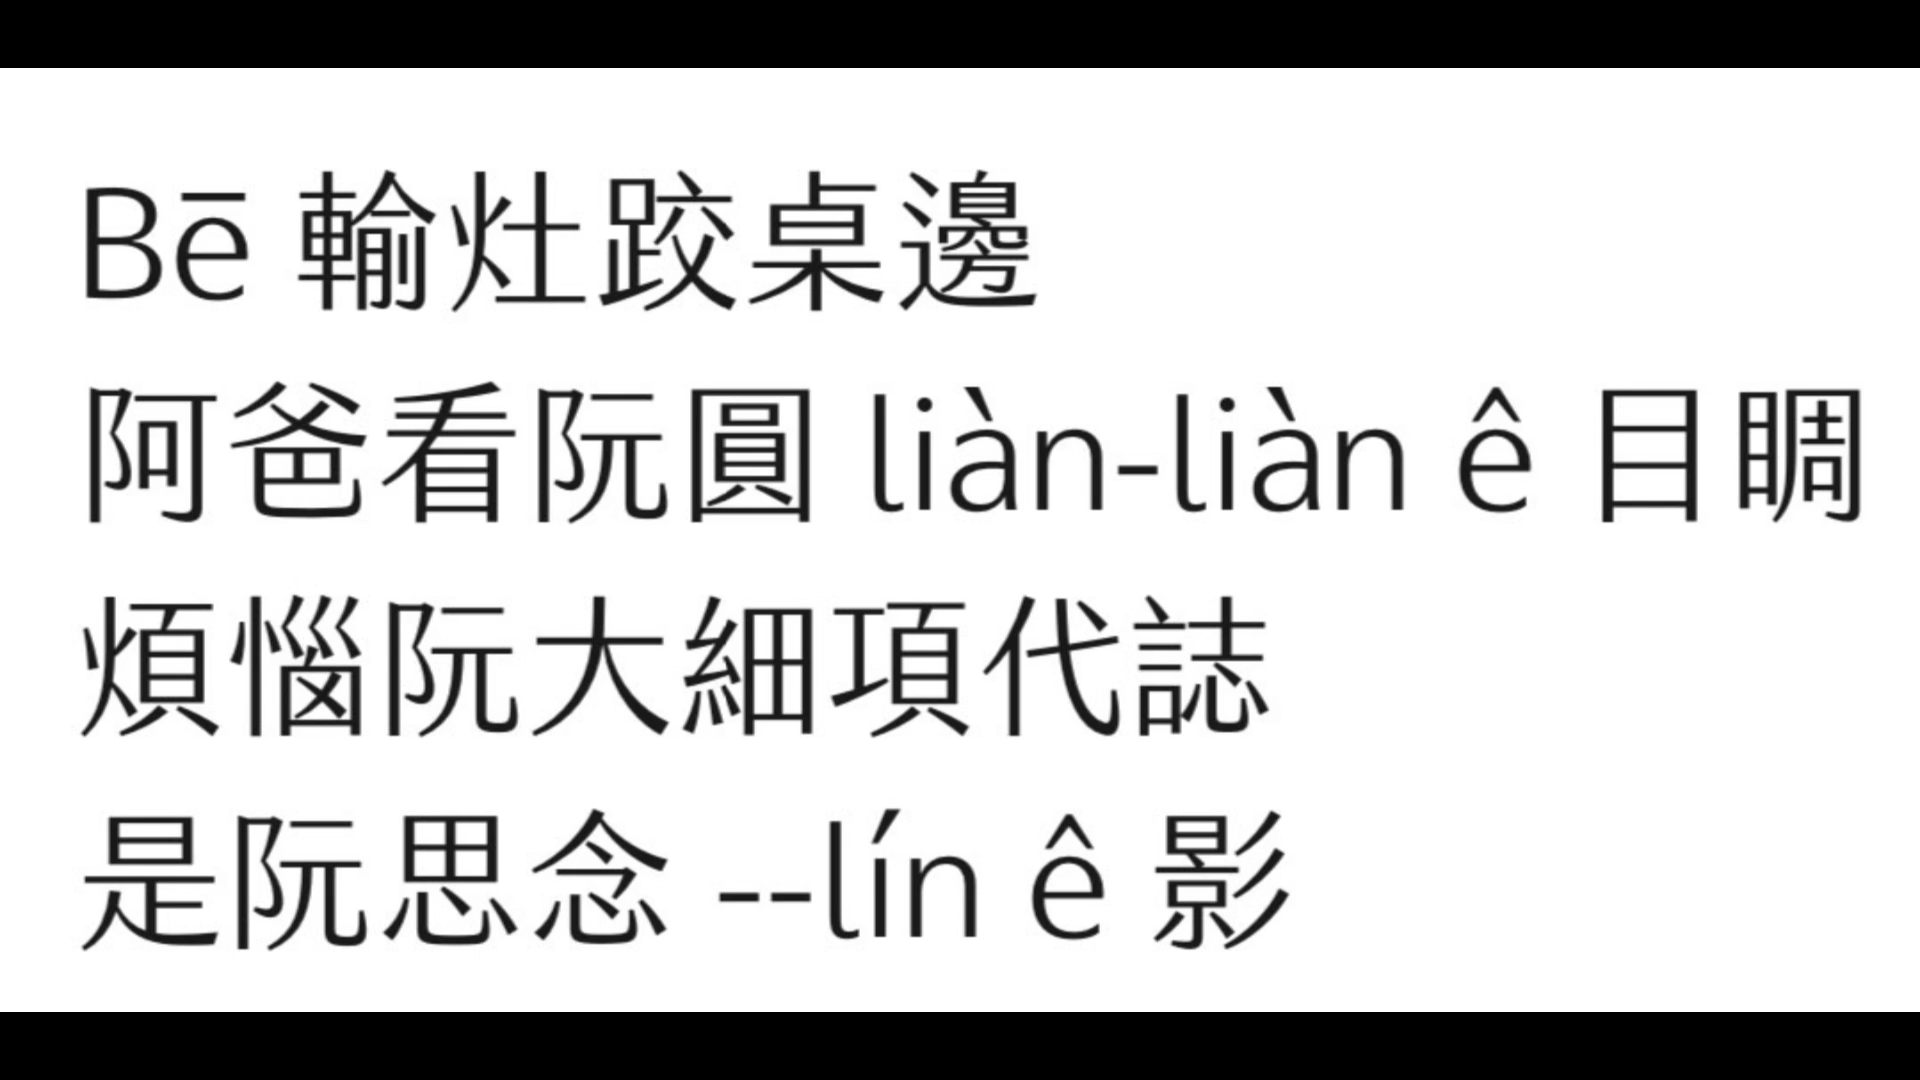 Bē 輸灶跤桌邊
阿爸看阮圓 liàn-liàn ê 目睭
煩惱阮大細項代誌
是阮思念 --lín ê 影